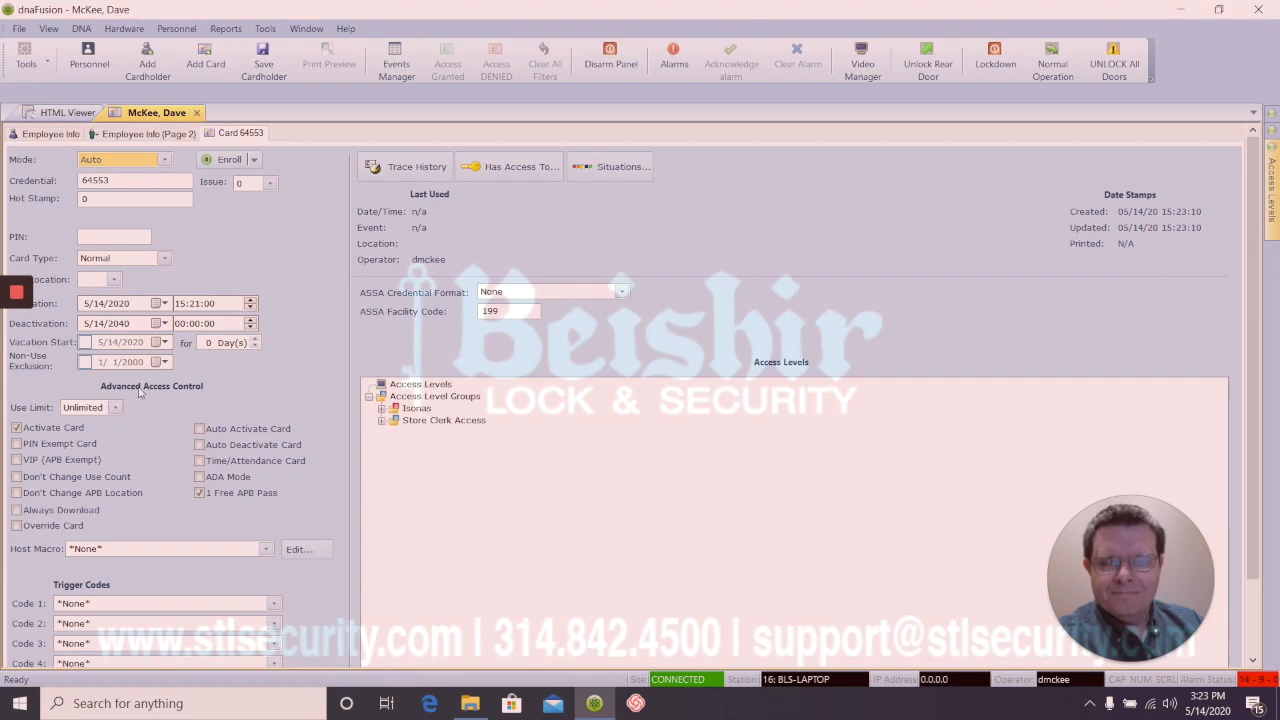 dnaFusion - McKee, Dave
File View DNA Hardware Personnel Reports Tools Window Help
Tools Personnel Add Cardholder Add Card Save Cardholder Print Preview Events Manager Access Granted Access DENIED Clear All Filters Disarm Panel Alarms Acknowledge alarm Clear Alarm Video Manager Unlock Rear Door Lockdown Normal Operation UNLOCK All Doors
HTML Viewer McKee, Dave
Employee Info Employee Info (Page 2) Card 64553
Mode: Auto Enroll
Credential: 64553 Issue: 0
Hot Stamp: 0
PIN:
Card Type: Normal
Location:
ation: 5/14/2020 15:21:00
Deactivation: 5/14/2040 00:00:00
Vacation Start: 5/14/2020 for 0 Day(s)
Non-Use Exclusion: 1/ 1/2000
Advanced Access Control
Use Limit: Unlimited
Activate Card Auto Activate Card
PIN Exempt Card Auto Deactivate Card
VIP (APB Exempt) Time/Attendance Card
Don't Change Use Count ADA Mode
Don't Change APB Location 1 Free APB Pass
Always Download
Override Card
Host Macro: *None* Edit...
Trigger Codes
Code 1: *None*
Code 2: *None*
Code 3: *None*
Code 4: *None*
Trace History Has Access To... Situations...
Last Used Date Stamps
Date/Time: n/a Created: 05/14/20 15:23:10
Event: n/a Updated: 05/14/20 15:23:10
Location: Printed: N/A
Operator: dmckee
ASSA Credential Format: None
ASSA Facility Code: 199
Access Levels
Access Levels
Access Level Groups
Isonas
Store Clerk Access
Access Levels
Beishir
LOCK & SECURITY
www.stlsecurity.com | 314.842.4500 | support@stlsecurity.com
Ready Site: CONNECTED Station: 16: BLS-LAPTOP IP Address 0.0.0.0 Operator: dmckee CAP NUM SCRL Alarm Status: 14 - 9 - 0
Type here to search for anything